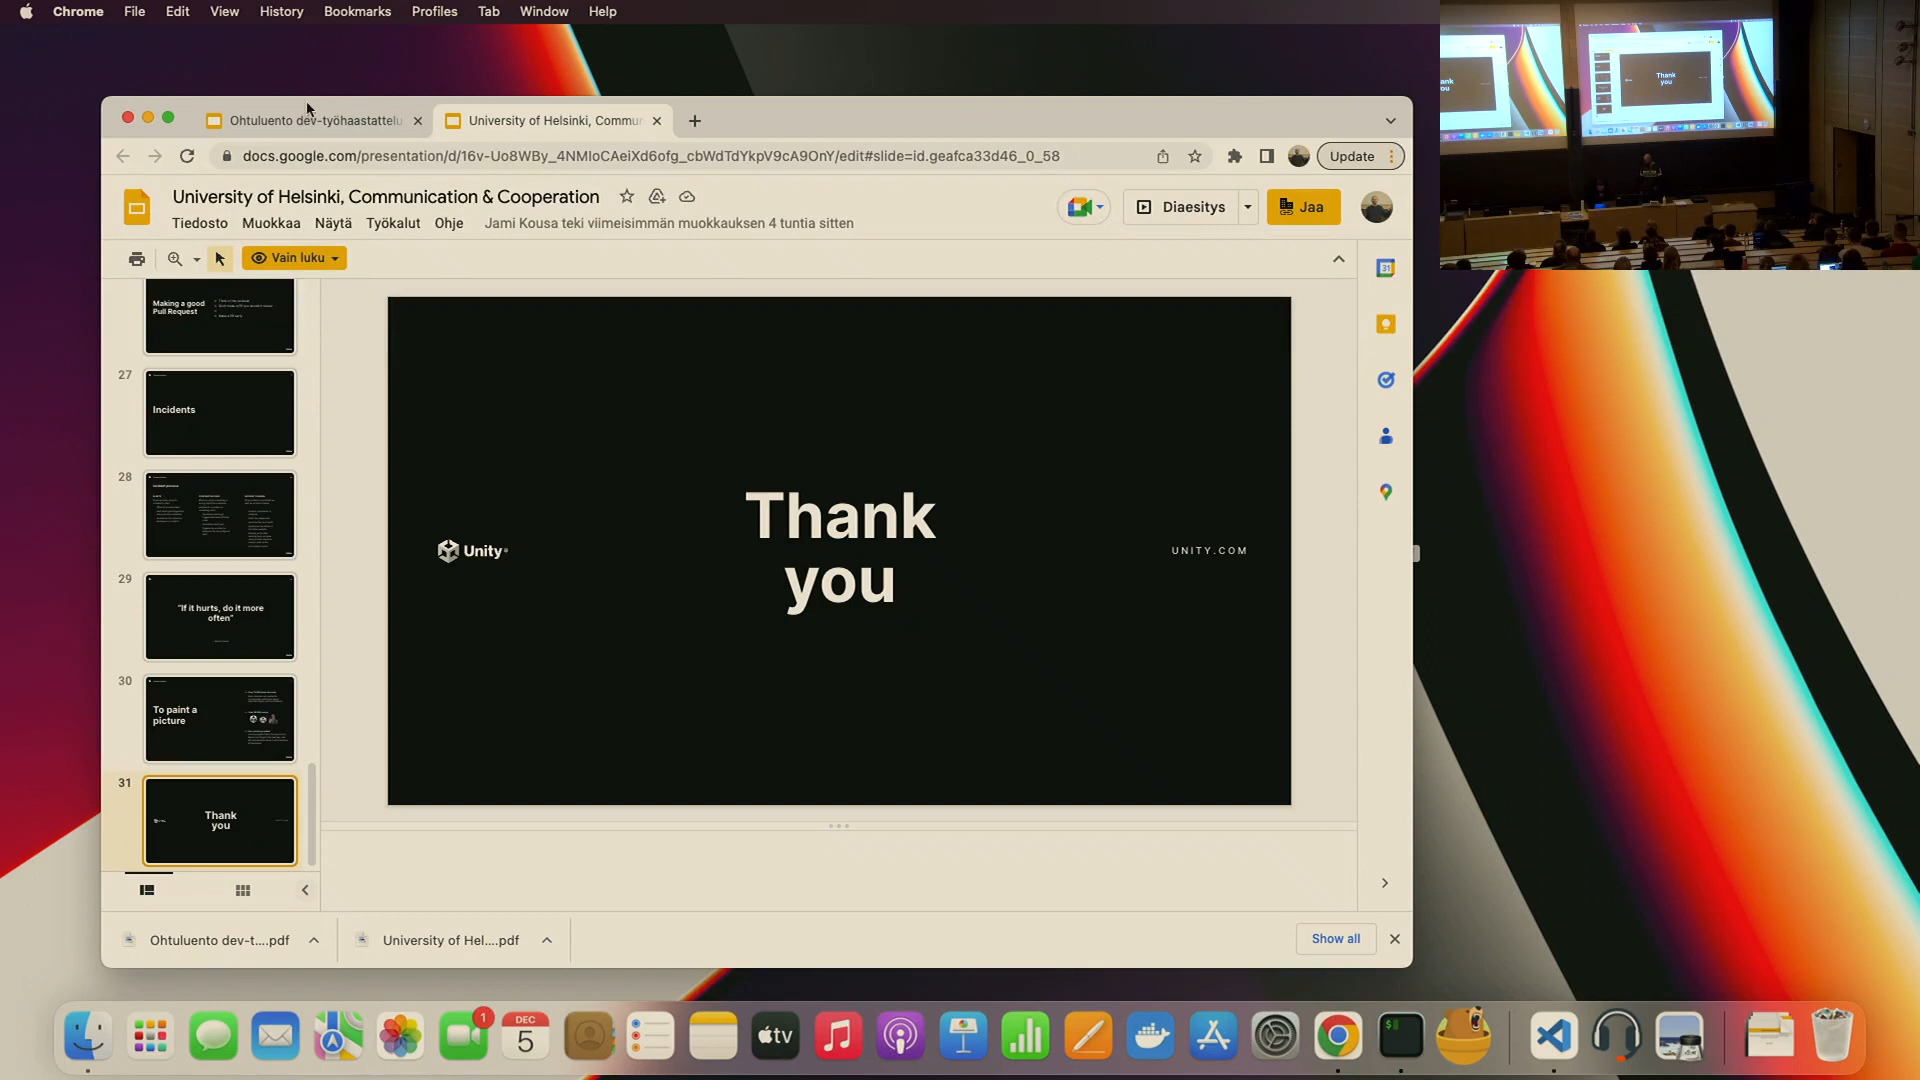 Chrome File Edit View History Bookmarks Profiles Tab Window Help
Ohtuluento dev-työhaastattelu
University of Helsinki, Commun
docs.google.com/presentation/d/16v-Uo8WBy_4NMIoCAeiXd6ofg_cbWdTdYkpV9cA9OnY/edit#slide=id.geafca33d46_0_58
Update
University of Helsinki, Communication & Cooperation
Tiedosto Muokkaa Näytä Työkalut Ohje Jami Kousa teki viimeisimmän muokkauksen 4 tuntia sitten
Diaesitys
Jaa
Vain luku
Making a good
Pull Request
27
Incidents
28
29
"If it hurts, do it more
often"
30
To paint a
picture
31
Thank
you
Thank
you
Unity
UNITY.COM
31
Ohtuluento dev-t....pdf
University of Hel....pdf
Show all
1
DEC
5
tv
$
Thank
you